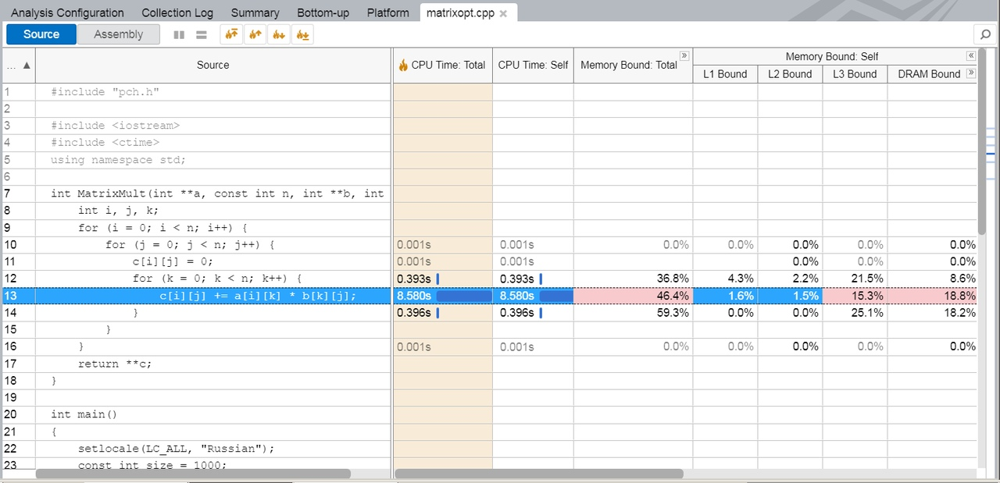 Analysis Configuration Collection Log Summary Bottom-up Platform matrixopt.cpp
Source Assembly
... Source CPU Time: Total CPU Time: Self Memory Bound: Total Memory Bound: Self
L1 Bound L2 Bound L3 Bound DRAM Bound
1 #include "pch.h"
2
3 #include <iostream>
4 #include <ctime>
5 using namespace std;
6
7 int MatrixMult(int **a, const int n, int **b, int
8 int i, j, k;
9 for (i = 0; i < n; i++) {
10 for (j = 0; j < n; j++) { 0.001s 0.001s 0.0% 0.0% 0.0% 0.0% 0.0%
11 c[i][j] = 0; 0.001s 0.001s 0.0% 0.0% 0.0%
12 for (k = 0; k < n; k++) { 0.393s 0.393s 36.8% 4.3% 2.2% 21.5% 8.6%
13 c[i][j] += a[i][k] * b[k][j]; 8.580s 8.580s 46.4% 1.6% 1.5% 15.3% 18.8%
14 } 0.396s 0.396s 59.3% 0.0% 0.0% 25.1% 18.2%
15 }
16 } 0.001s 0.001s 0.0% 0.0% 0.0% 0.0% 0.0%
17 return **c;
18 }
19
20 int main()
21 {
22 setlocale(LC_ALL, "Russian");
23 const int size = 1000;